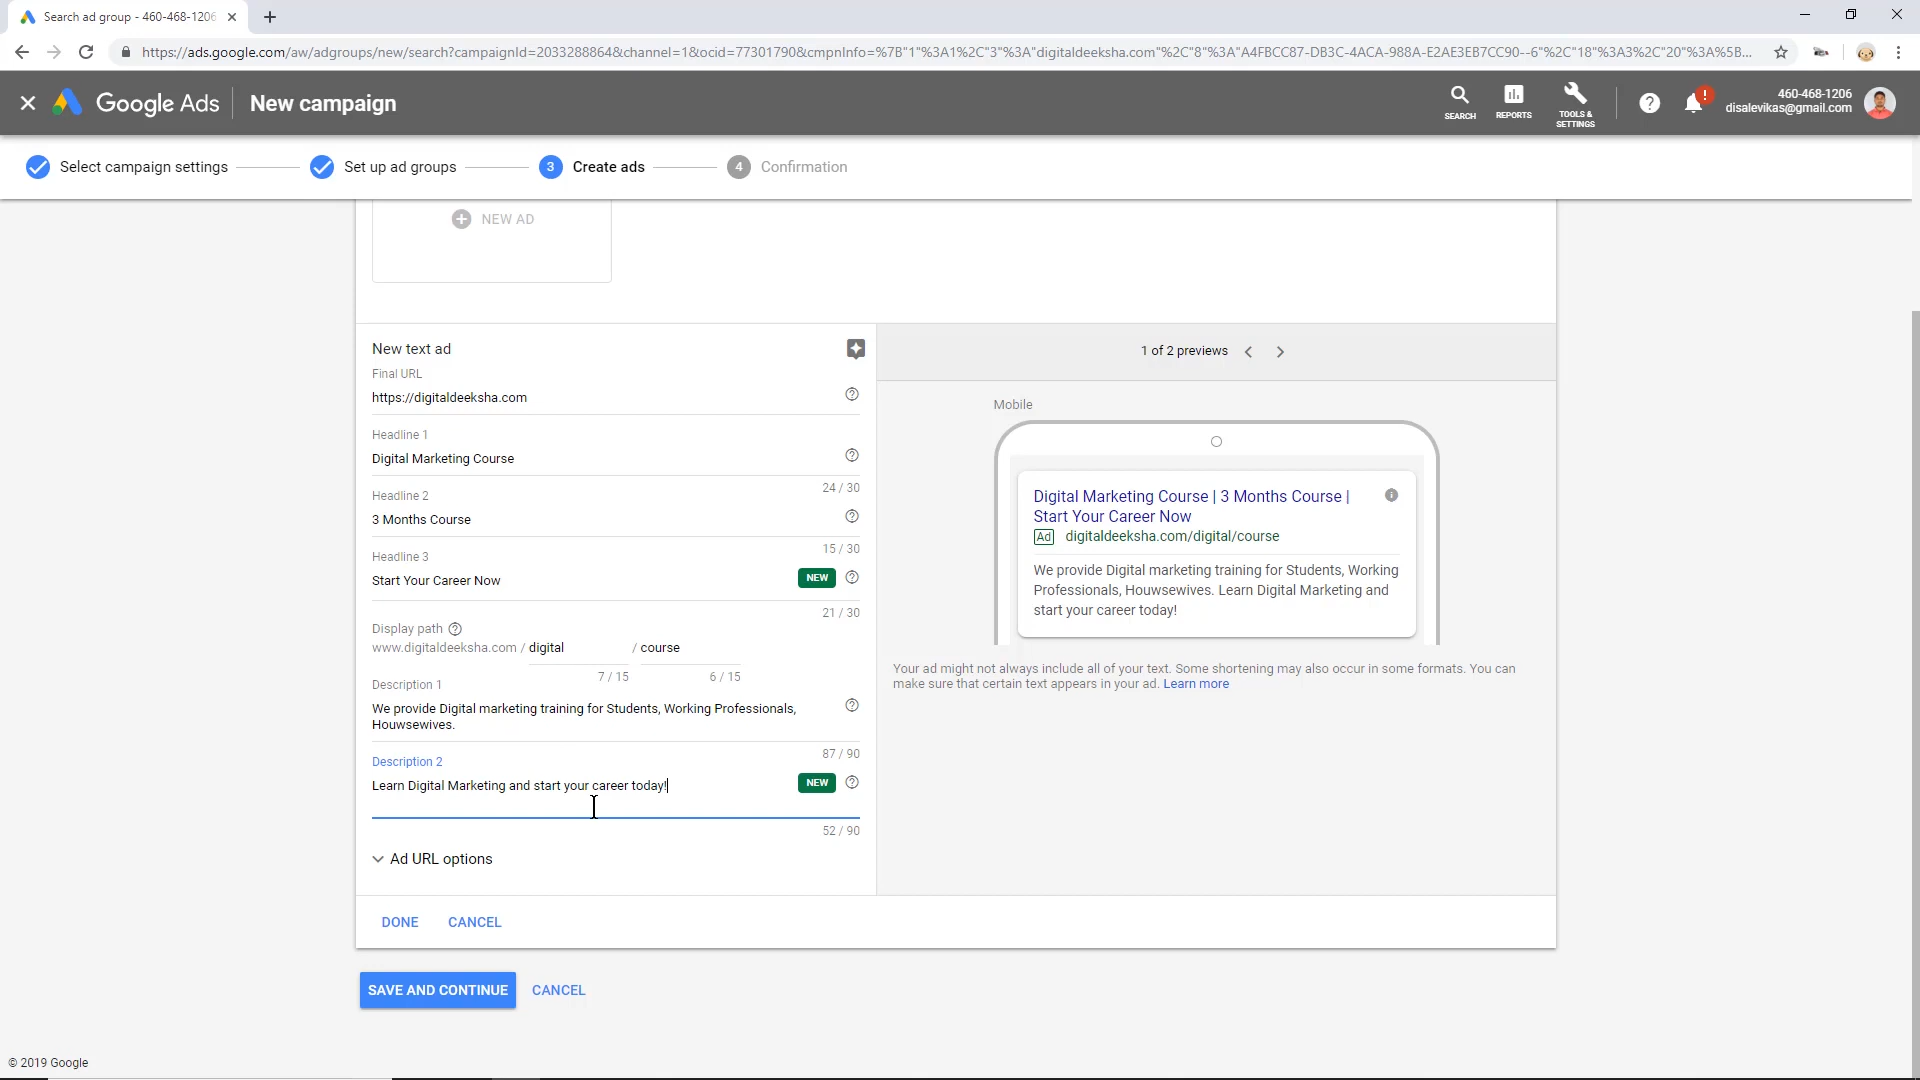 Search ad group - 460-468-1206
https://ads.google.com/aw/adgroups/new/search?campaignId=2033288864&channel=1&ocid=77301790&cmpnInfo=%7B"1"%3A1%2C"3"%3A"digitaldeeksha.com"%2C"8"%3A"A4FBCC87-DB3C-4ACA-988A-E2AE3EB7CC90--6"%2C"18"%3A3%2C"20"%3A%5B...
Google Ads New campaign
SEARCH REPORTS TOOLS & SETTINGS
460-468-1206
disalevikas@gmail.com
Select campaign settings Set up ad groups 3 Create ads 4 Confirmation
NEW AD
New text ad
1 of 2 previews
Final URL
https://digitaldeeksha.com
Headline 1
Digital Marketing Course
24 / 30
Headline 2
3 Months Course
15 / 30
Headline 3
Start Your Career Now NEW
21 / 30
Display path
www.digitaldeeksha.com / digital / course
7 / 15 6 / 15
Description 1
We provide Digital marketing training for Students, Working Professionals,
Houwsewives.
87 / 90
Description 2
Learn Digital Marketing and start your career today! NEW
52 / 90
Ad URL options
Mobile
Digital Marketing Course | 3 Months Course |
Start Your Career Now
Ad digitaldeeksha.com/digital/course
We provide Digital marketing training for Students, Working
Professionals, Houwsewives. Learn Digital Marketing and
start your career today!
Your ad might not always include all of your text. Some shortening may also occur in some formats. You can
make sure that certain text appears in your ad. Learn more
DONE CANCEL
SAVE AND CONTINUE CANCEL
© 2019 Google